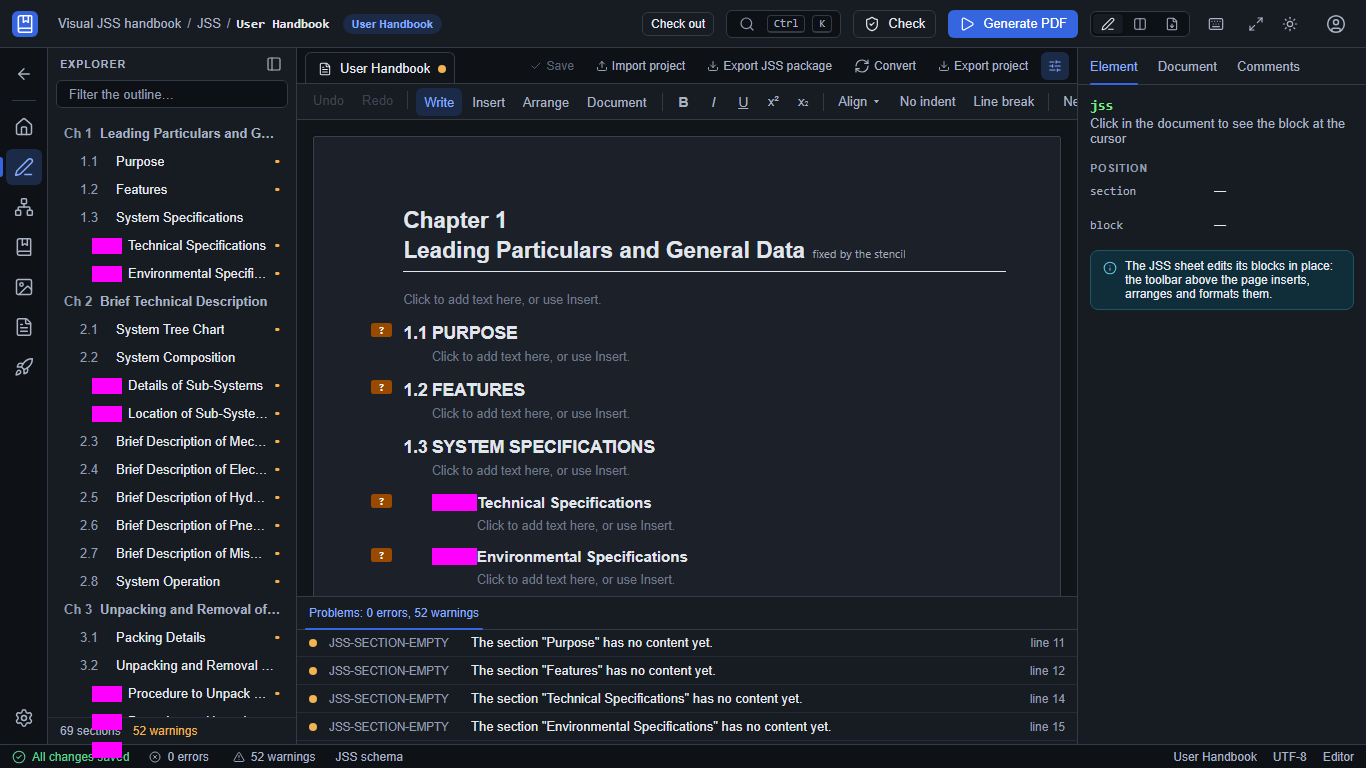 Visual JSS handbook / JSS / User Handbook User Handbook
Check out Ctrl K Check Generate PDF
EXPLORER
Filter the outline...
Ch 1 Leading Particulars and G...
1.1 Purpose
1.2 Features
1.3 System Specifications
Technical Specifications
Environmental Specifi...
Ch 2 Brief Technical Description
2.1 System Tree Chart
2.2 System Composition
Details of Sub-Systems
Location of Sub-Syste...
2.3 Brief Description of Mec...
2.4 Brief Description of Elec...
2.5 Brief Description of Hyd...
2.6 Brief Description of Pne...
2.7 Brief Description of Mis...
2.8 System Operation
Ch 3 Unpacking and Removal of...
3.1 Packing Details
3.2 Unpacking and Removal ...
Procedure to Unpack ...
69 sections 52 warnings
User Handbook
Save Import project Export JSS package Convert Export project
Undo Redo Write Insert Arrange Document B I U x² x₂ Align No indent Line break Ne
Chapter 1
Leading Particulars and General Data fixed by the stencil
Click to add text here, or use Insert.
? 1.1 PURPOSE
Click to add text here, or use Insert.
? 1.2 FEATURES
Click to add text here, or use Insert.
1.3 SYSTEM SPECIFICATIONS
Click to add text here, or use Insert.
? Technical Specifications
Click to add text here, or use Insert.
? Environmental Specifications
Click to add text here, or use Insert.
Problems: 0 errors, 52 warnings
JSS-SECTION-EMPTY The section "Purpose" has no content yet. line 11
JSS-SECTION-EMPTY The section "Features" has no content yet. line 12
JSS-SECTION-EMPTY The section "Technical Specifications" has no content yet. line 14
JSS-SECTION-EMPTY The section "Environmental Specifications" has no content yet. line 15
Element Document Comments
jss
Click in the document to see the block at the
cursor
POSITION
section —
block —
The JSS sheet edits its blocks in place:
the toolbar above the page inserts,
arranges and formats them.
All changes saved 0 errors 52 warnings JSS schema User Handbook UTF-8 Editor